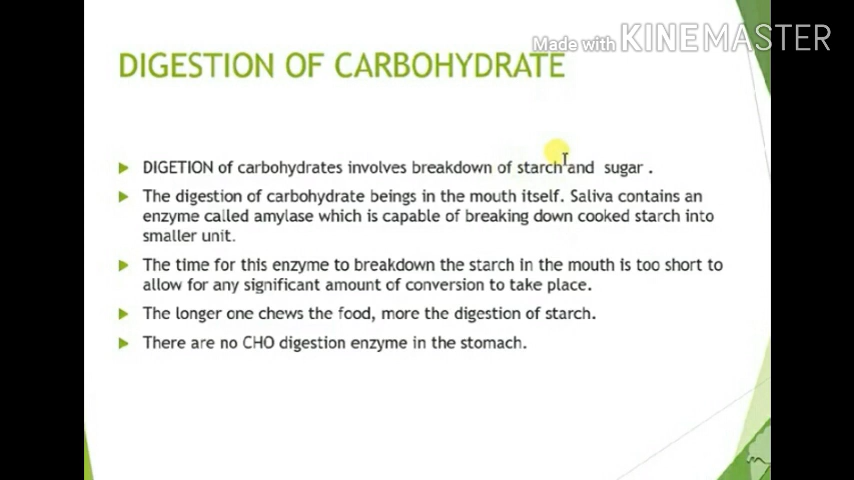 Made with KINEMASTER
DIGESTION OF CARBOHYDRATE
DIGETION of carbohydrates involves breakdown of starch and sugar .
The digestion of carbohydrate beings in the mouth itself. Saliva contains an
enzyme called amylase which is capable of breaking down cooked starch into
smaller unit.
The time for this enzyme to breakdown the starch in the mouth is too short to
allow for any significant amount of conversion to take place.
The longer one chews the food, more the digestion of starch.
There are no CHO digestion enzyme in the stomach.